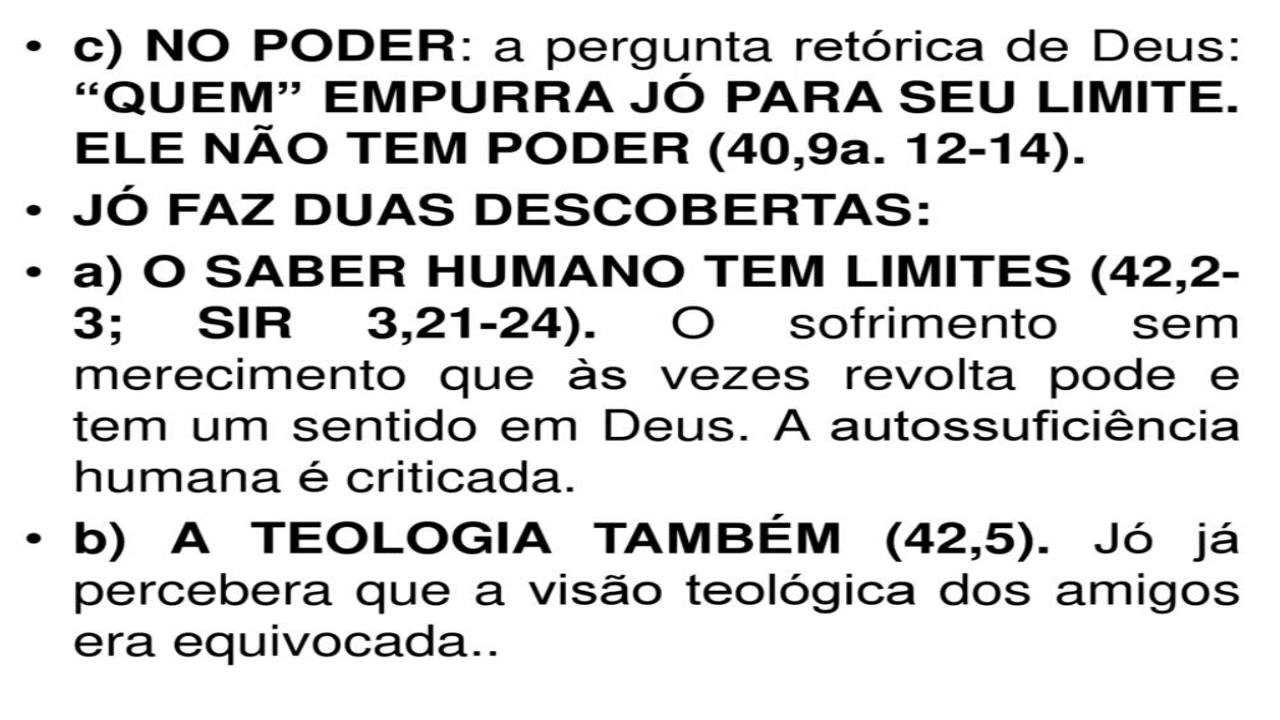 • c) NO PODER: a pergunta retórica de Deus:
“QUEM” EMPURRA JÓ PARA SEU LIMITE.
ELE NÃO TEM PODER (40,9a. 12-14).
• JÓ FAZ DUAS DESCOBERTAS:
• a) O SABER HUMANO TEM LIMITES (42,2-
3; SIR 3,21-24). O sofrimento sem
merecimento que às vezes revolta pode e
tem um sentido em Deus. A autossuficiência
humana é criticada.
• b) A TEOLOGIA TAMBÉM (42,5). Jó já
percebera que a visão teológica dos amigos
era equivocada..